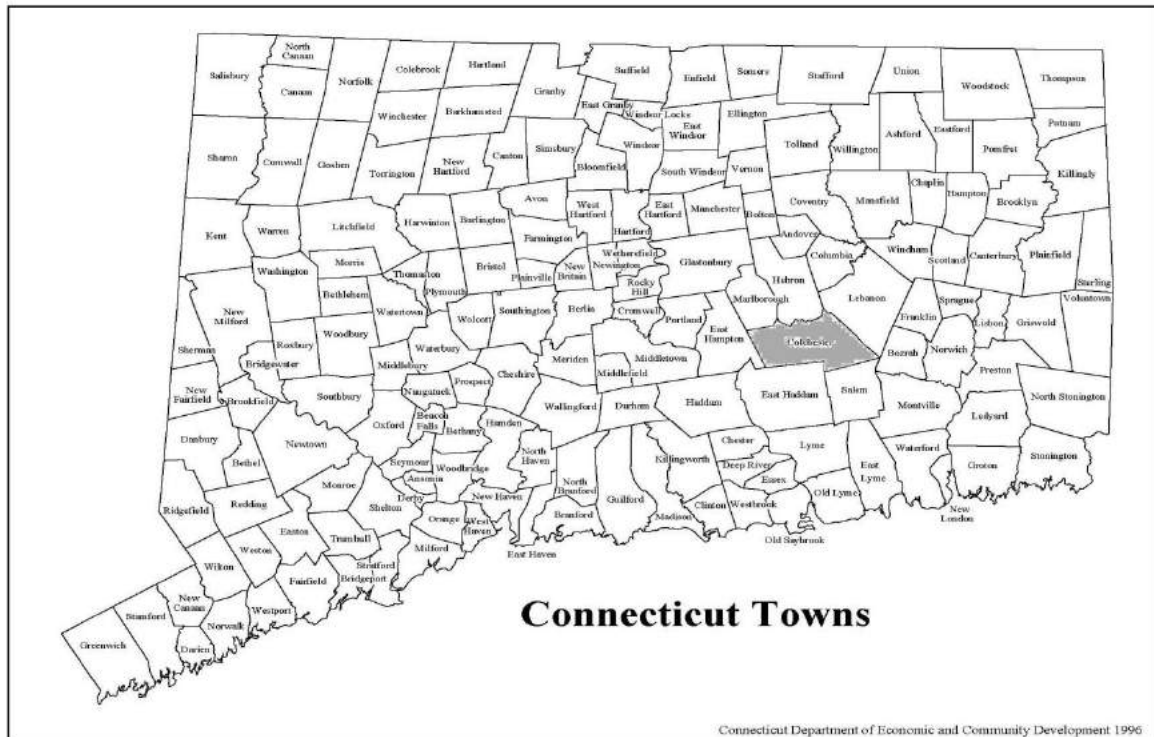 North
Canaan
Salisbury
Canaan
Norfolk
Colebrook
Hartland
Winchester
Barkhamsted
Granby
Suffield
East Granby
Windsor Locks
Enfield
Somers
Stafford
Union
Woodstock
Thompson
East
Windsor
Ellington
Putnam
Sharon
Cornwall
Goshen
Torrington
New
Hartford
Canton
Simsbury
Bloomfield
Windsor
South Windsor
Vernon
Tolland
Willington
Ashford
Eastford
Pomfret
Killingly
Kent
Warren
Litchfield
Harwinton
Burlington
Avon
West
Hartford
Hartford
East
Hartford
Manchester
Bolton
Coventry
Mansfield
Chaplin
Hampton
Brooklyn
Washington
Morris
Bethlehem
Thomaston
Plymouth
Bristol
Farmington
Plainville
New
Britain
Newington
Wethersfield
Rocky
Hill
Glastonbury
Andover
Hebron
Columbia
Windham
Scotland
Canterbury
Plainfield
Sterling
New
Milford
Sherman
Bridgewater
Roxbury
Woodbury
Watertown
Waterbury
Middlebury
Wolcott
Southington
Berlin
Cromwell
Portland
East
Hampton
Marlborough
Colchester
Lebanon
Franklin
Sprague
Lisbon
Griswold
Voluntown
Bozrah
Norwich
Preston
New
Fairfield
Brookfield
Southbury
Naugatuck
Prospect
Cheshire
Meriden
Middlefield
Middletown
Wallingford
Durham
Haddam
East Haddam
Salem
Montville
Ledyard
North Stonington
Danbury
Bethel
Newtown
Oxford
Beacon
Falls
Bethany
Hamden
North
Haven
Seymour
Woodbridge
Ansonia
Derby
Killingworth
Chester
Deep River
Essex
Lyme
East
Lyme
Waterford
Groton
Stonington
Ridgefield
Redding
Monroe
Shelton
Orange
New Haven
West
Haven
North
Branford
Branford
Guilford
Madison
Clinton
Westbrook
Old Lyme
New
London
Old Saybrook
East Haven
Wilton
Weston
Easton
Trumbull
Stratford
Milford
Bridgeport
Fairfield
Greenwich
Stamford
New
Canaan
Darien
Norwalk
Westport
Connecticut Towns
Connecticut Department of Economic and Community Development 1996